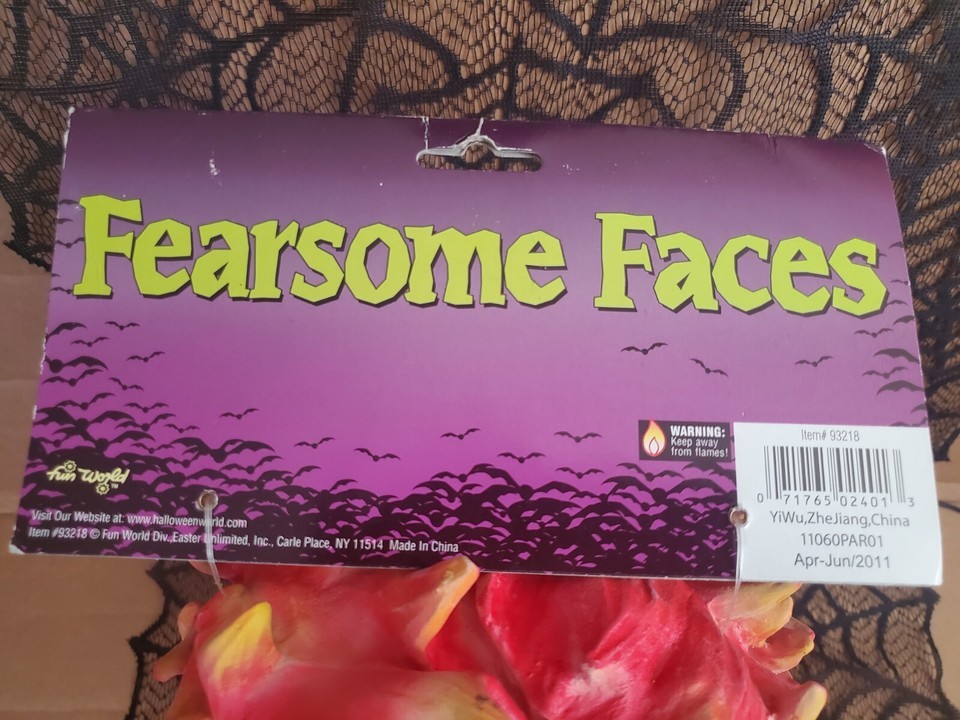 Fearsome Faces
WARNING:
Keep away
from flames!
Item# 93218
0 71765 02401 3
YiWu,ZheJiang,China
11060PAR01
Apr-Jun/2011
fun world™
Visit Our Website at: www.halloweenworld.com
Item #93218 © Fun World Div.,Easter Unlimited, Inc., Carle Place, NY 11514 Made In China